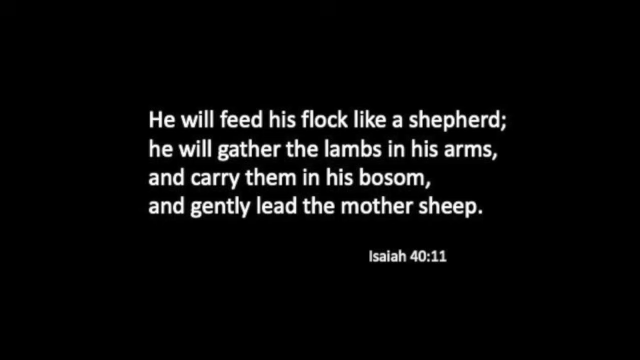 He will feed his flock like a shepherd;
he will gather the lambs in his arms,
and carry them in his bosom,
and gently lead the mother sheep.
Isaiah 40:11